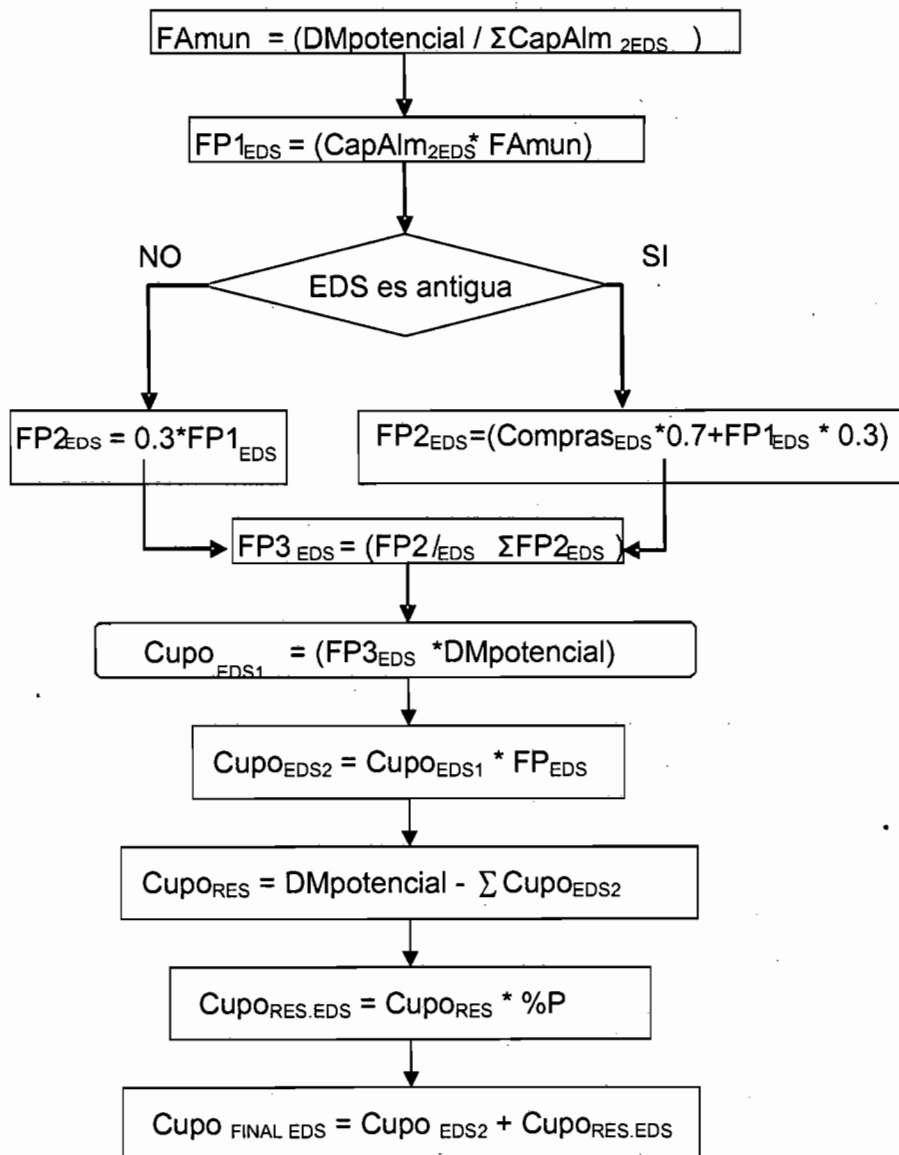 FAmun = (DMpotencial / ΣCapAlm 2EDS )
FP1EDS = (CapAlm2EDS* FAmun)
NO
SI
EDS es antigua
FP2EDS = 0.3*FP1EDS
FP2EDS=(ComprasEDS*0.7+FP1EDS * 0.3)
FP3 EDS = (FP2/EDS ΣFP2EDS )
Cupo EDS1 = (FP3EDS *DMpotencial)
CupoEDS2 = CupoEDS1 * FPEDS
CupoRES = DMpotencial - ∑ CupoEDS2
CupoRES.EDS = CupoRES * %P
Cupo FINAL EDS = Cupo EDS2 + CupoRES.EDS